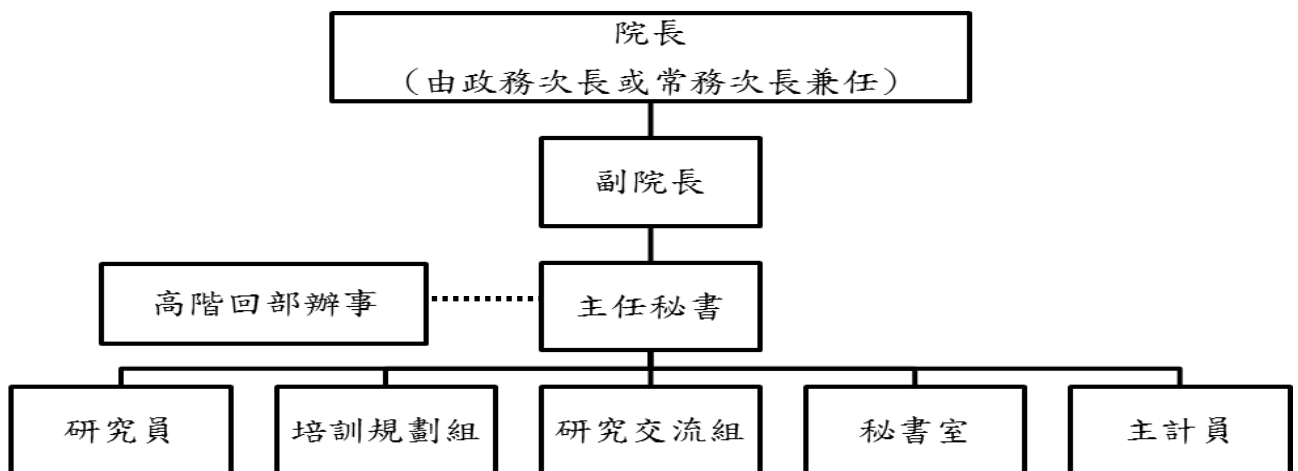 院長
（由政務次長或常務次長兼任）
副院長
高階回部辦事
主任秘書
研究員
培訓規劃組
研究交流組
秘書室
主計員